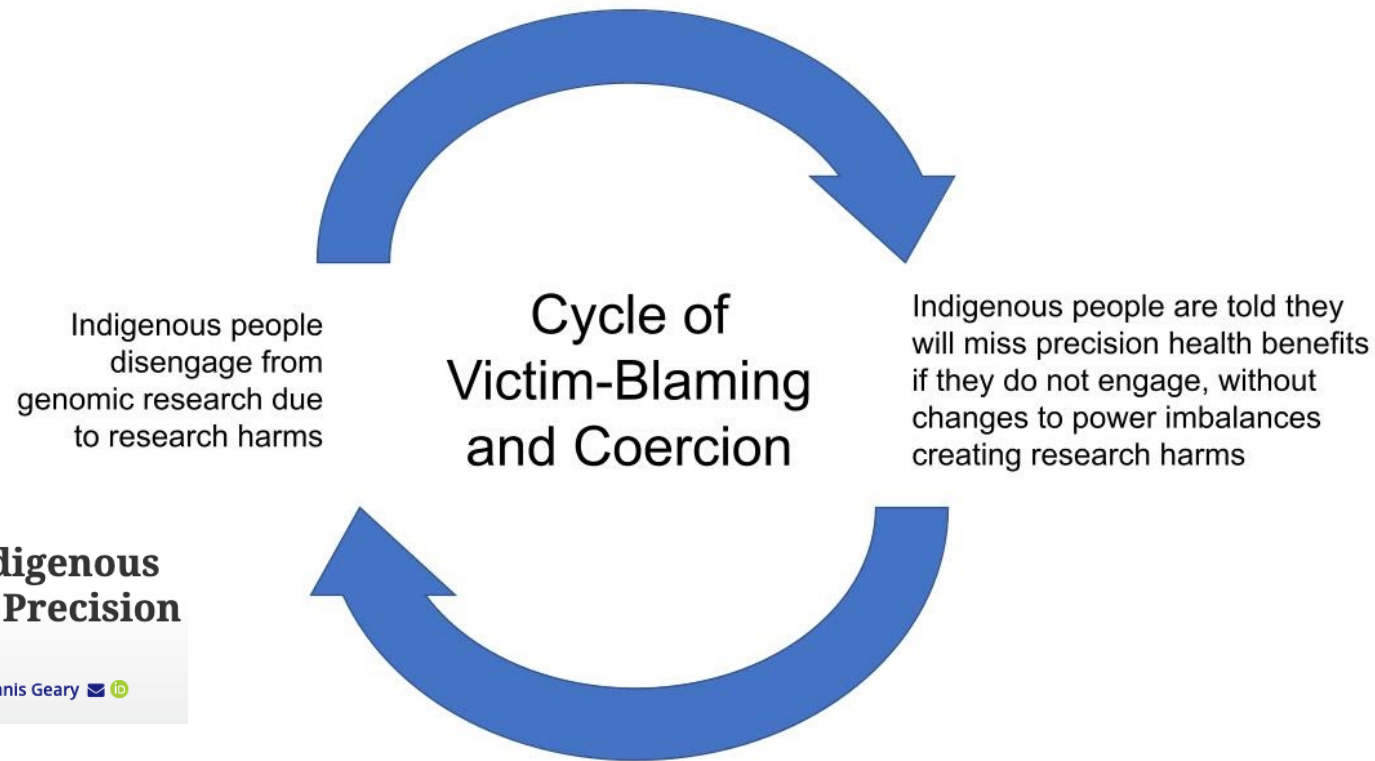 Indigenous people
disengage from
genomic research due
to research harms
Cycle of
Victim-Blaming
and Coercion
Indigenous people are told they
will miss precision health benefits
if they do not engage, without
changes to power imbalances
creating research harms
Precision
Geary
iD